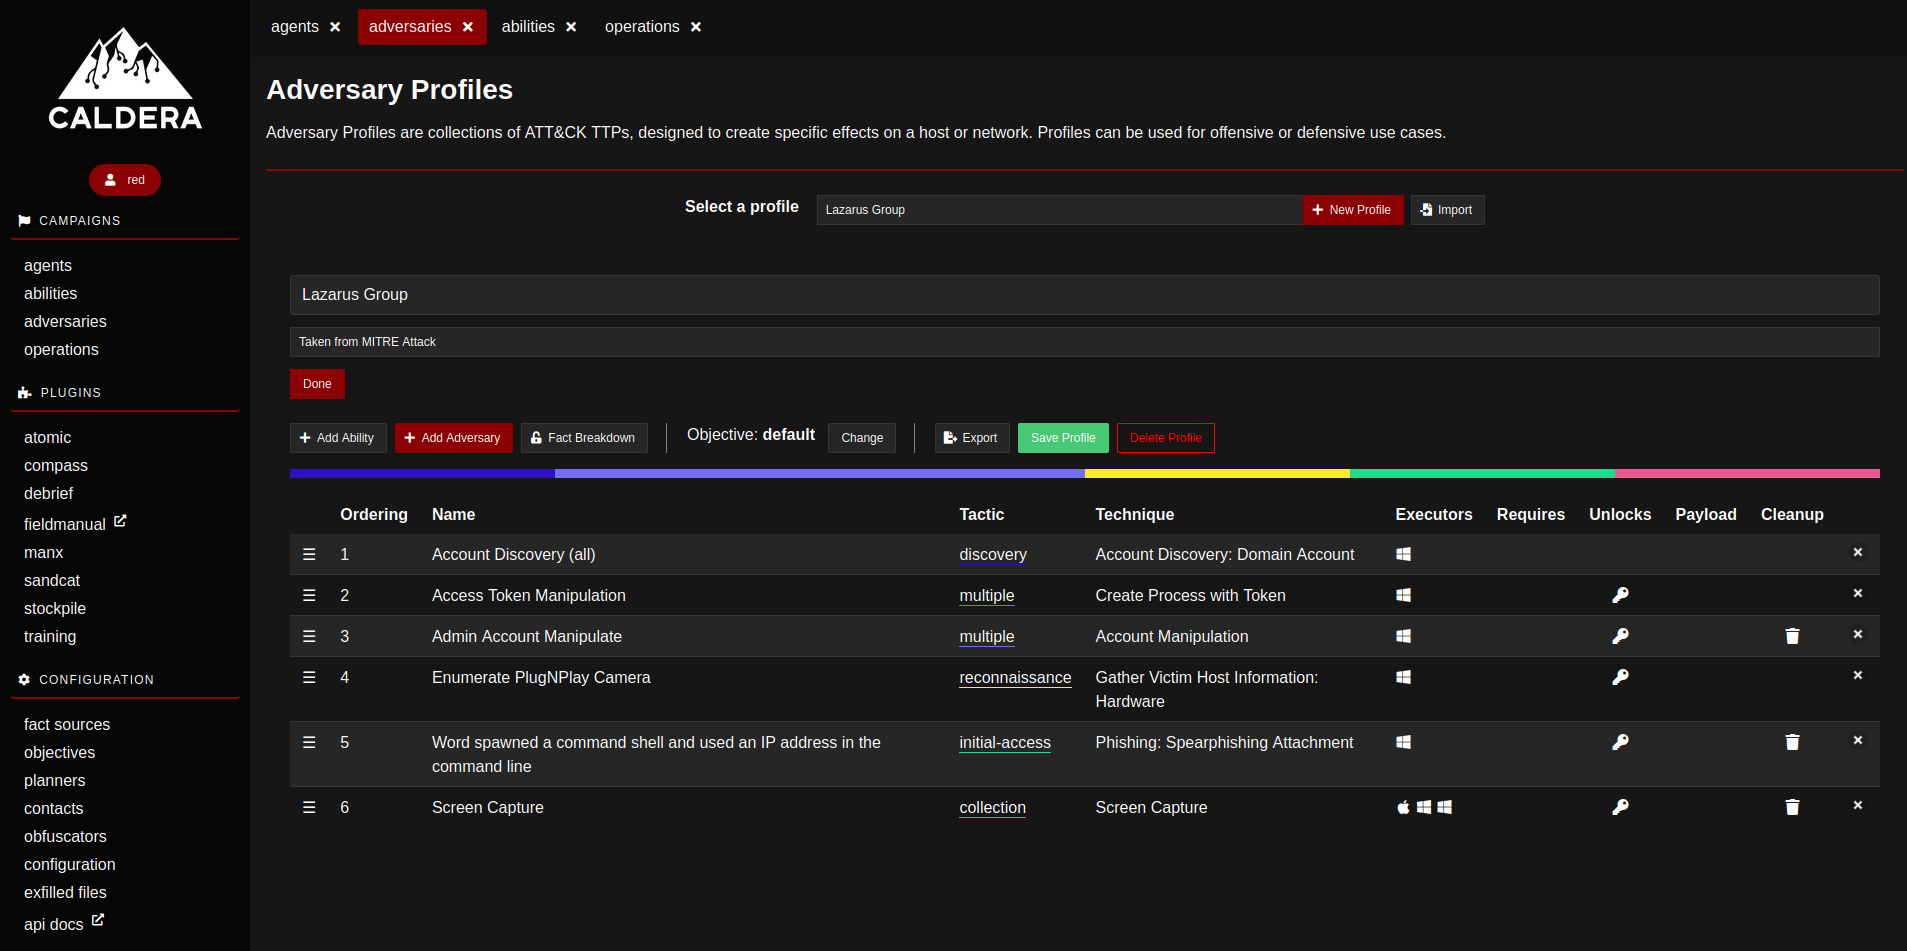 CALDERA
red
CAMPAIGNS
agents
abilities
adversaries
operations
PLUGINS
atomic
compass
debrief
fieldmanual
manx
sandcat
stockpile
training
CONFIGURATION
fact sources
objectives
planners
contacts
obfuscators
configuration
exfilled files
api docs
agents adversaries abilities operations
Adversary Profiles
Adversary Profiles are collections of ATT&CK TTPs, designed to create specific effects on a host or network. Profiles can be used for offensive or defensive use cases.
Select a profile Lazarus Group New Profile Import
Lazarus Group
Taken from MITRE Attack
Done
Add Ability Add Adversary Fact Breakdown Objective: default Change Export Save Profile Delete Profile
Ordering Name Tactic Technique Executors Requires Unlocks Payload Cleanup
1 Account Discovery (all) discovery Account Discovery: Domain Account
2 Access Token Manipulation multiple Create Process with Token
3 Admin Account Manipulate multiple Account Manipulation
4 Enumerate PlugNPlay Camera reconnaissance Gather Victim Host Information:
Hardware
5 Word spawned a command shell and used an IP address in the initial-access Phishing: Spearphishing Attachment
command line
6 Screen Capture collection Screen Capture